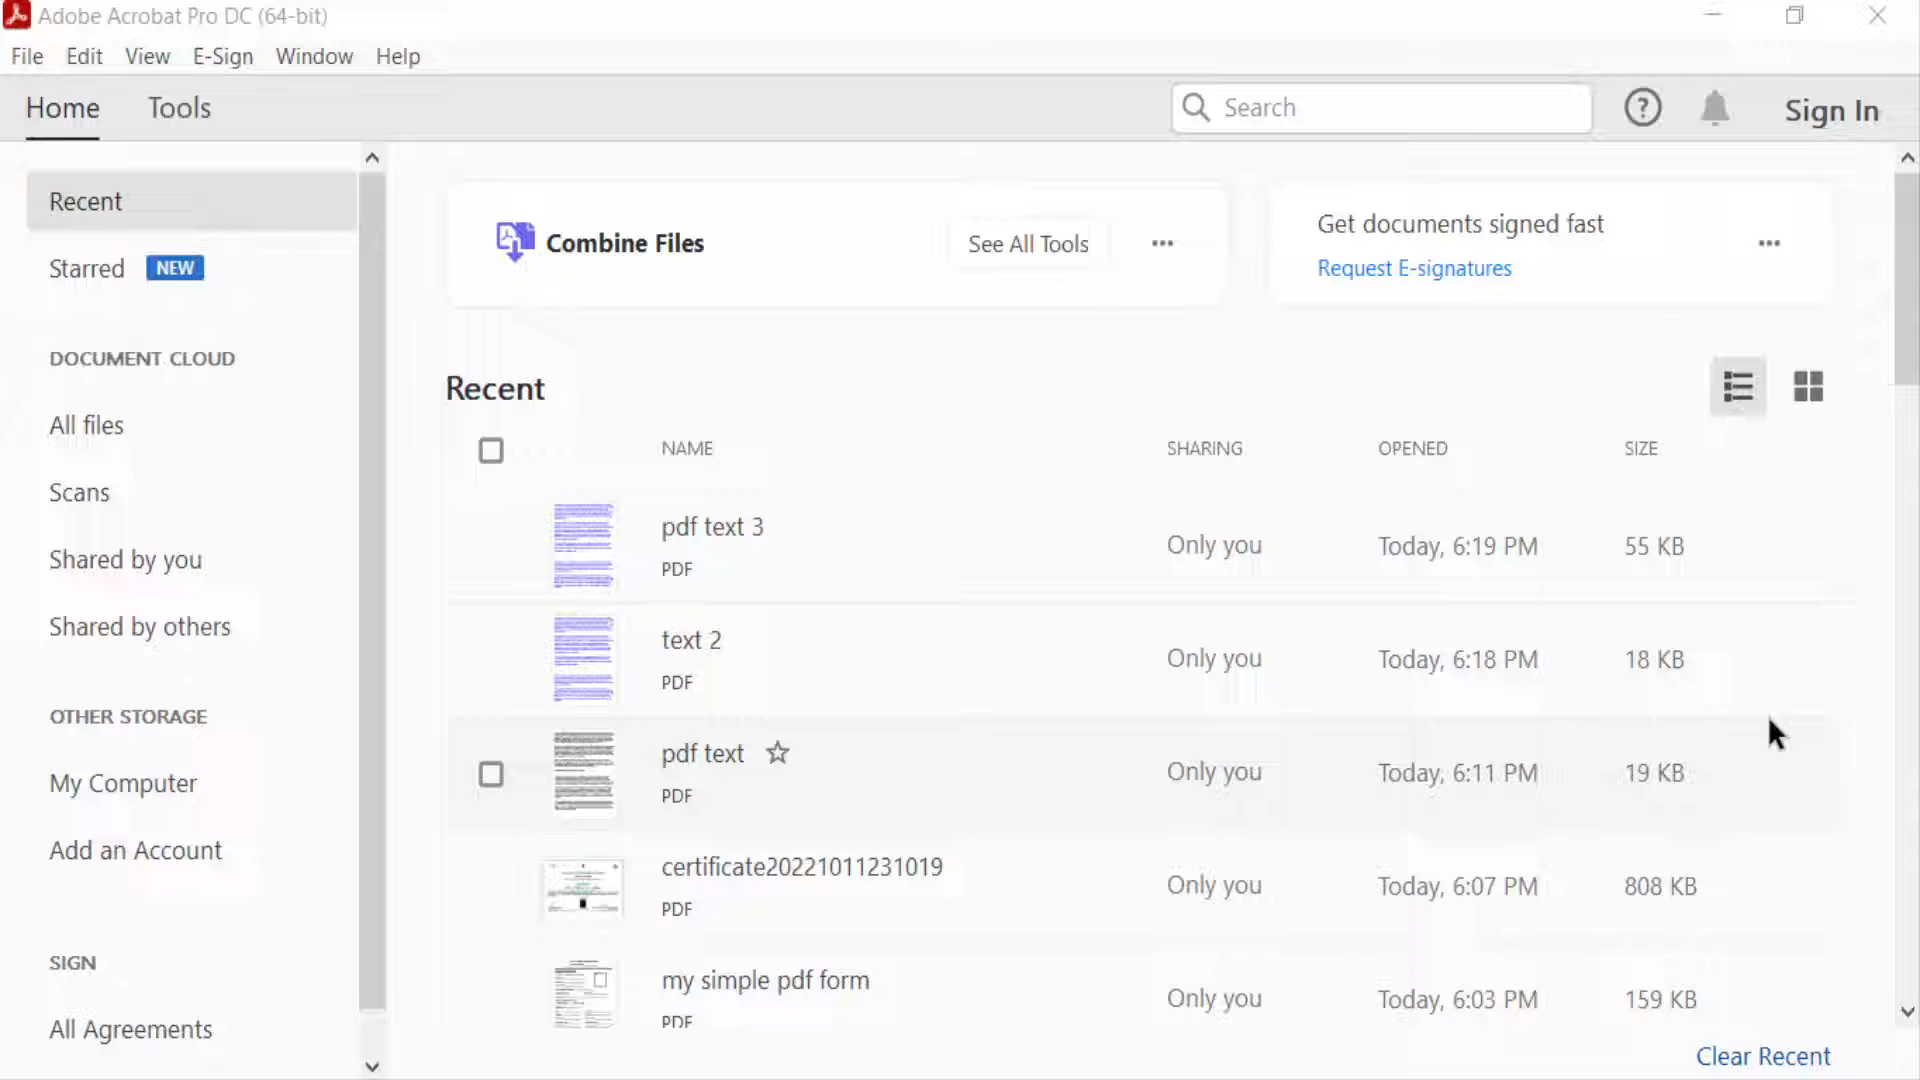 Adobe Acrobat Pro DC (64-bit)
File Edit View E-Sign Window Help
Home Tools
Search
Sign In
Recent
Starred NEW
DOCUMENT CLOUD
All files
Scans
Shared by you
Shared by others
OTHER STORAGE
My Computer
Add an Account
SIGN
All Agreements
Combine Files
See All Tools
Get documents signed fast
Request E-signatures
Recent
NAME SHARING OPENED SIZE
pdf text 3
PDF
Only you Today, 6:19 PM 55 KB
text 2
PDF
Only you Today, 6:18 PM 18 KB
pdf text
PDF
Only you Today, 6:11 PM 19 KB
certificate20221011231019
PDF
Only you Today, 6:07 PM 808 KB
my simple pdf form
PDF
Only you Today, 6:03 PM 159 KB
Clear Recent